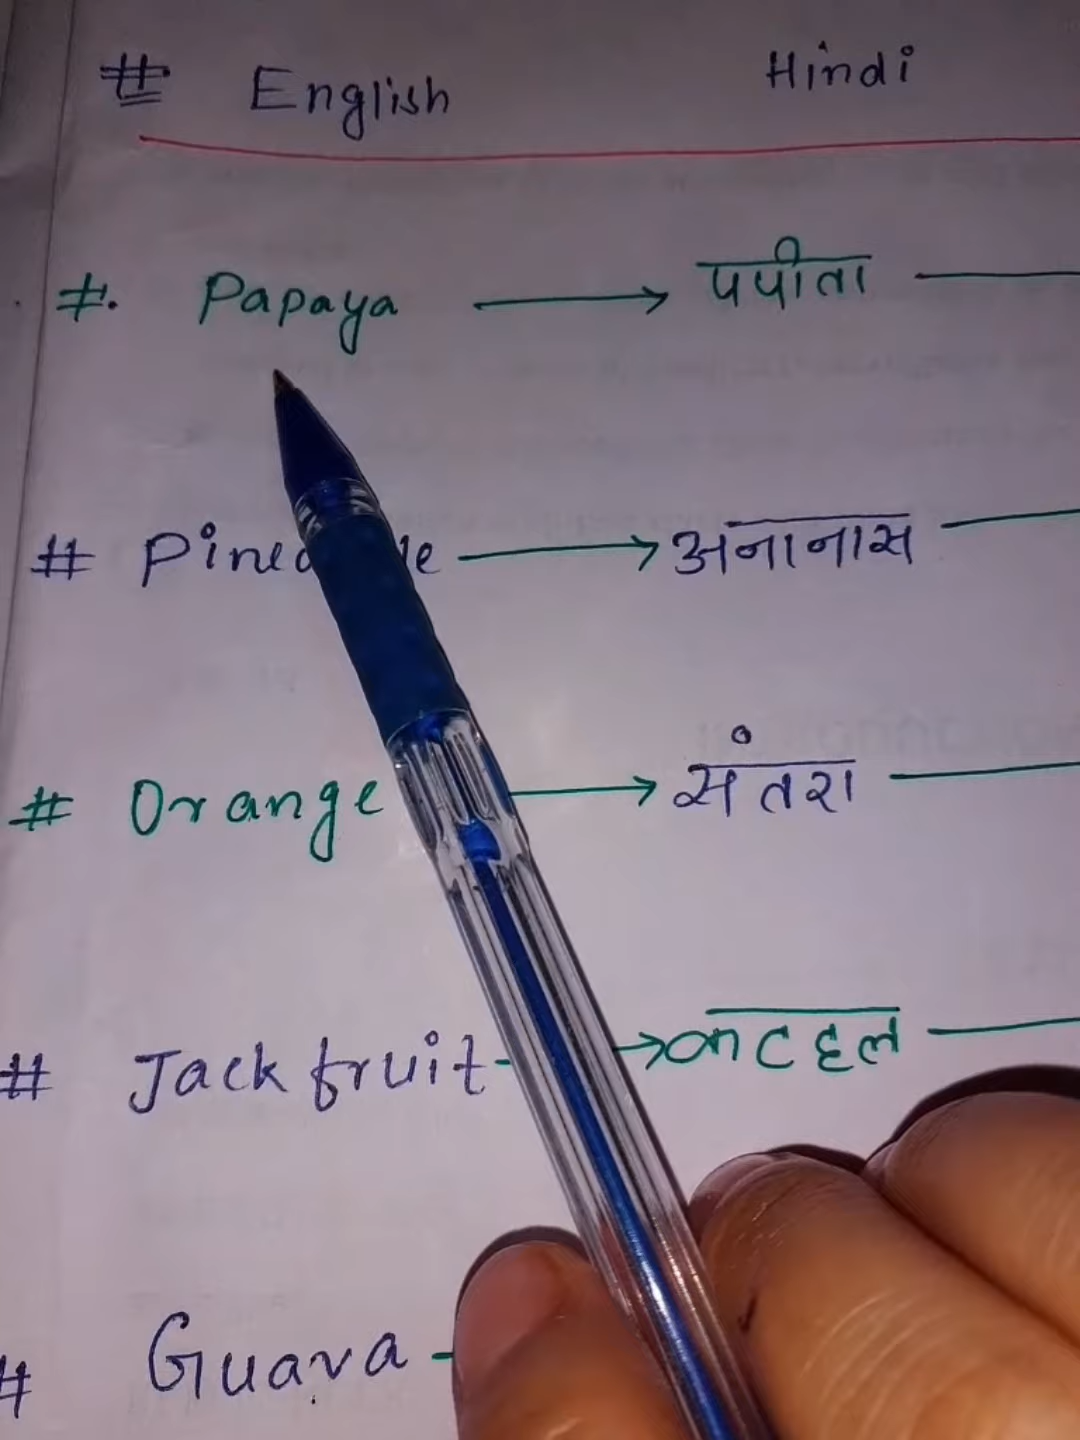 # English Hindi
#. Papaya → पपीता
# Pine le → अनानास
# Orange → संतरा
# Jack fruit → कटहल
# Guava